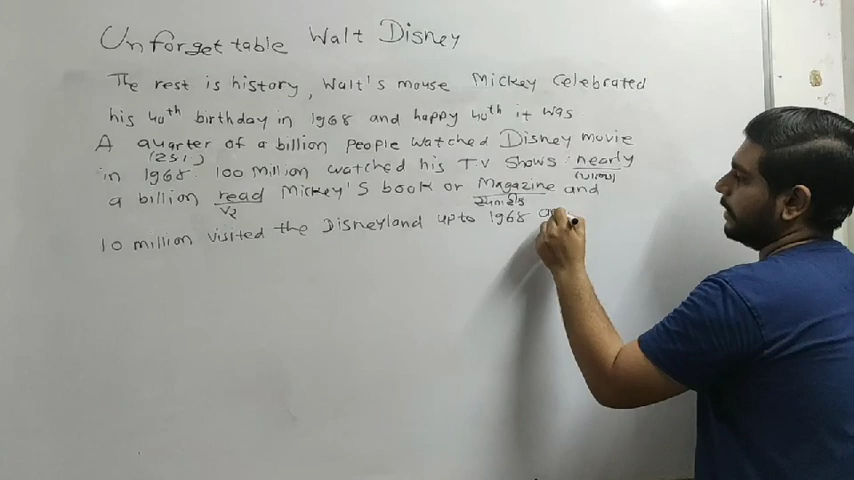 Unforgettable Walt Disney
The rest is history, Walt's mouse Mickey Celebrated
his 40th birthday in 1968 and happy 40th it was
A quarter of a billion people watched Disney movie
in 1968. 100 Million watched his TV shows. nearly
a billion read Mickey's book or Magazine and
V2
10 million visited the Disneyland upto 1968